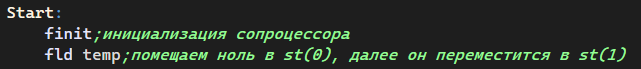 Start:
finit;инициализация сопроцессора
fld temp;помещаем ноль в st(0), далее он переместится в st(1)